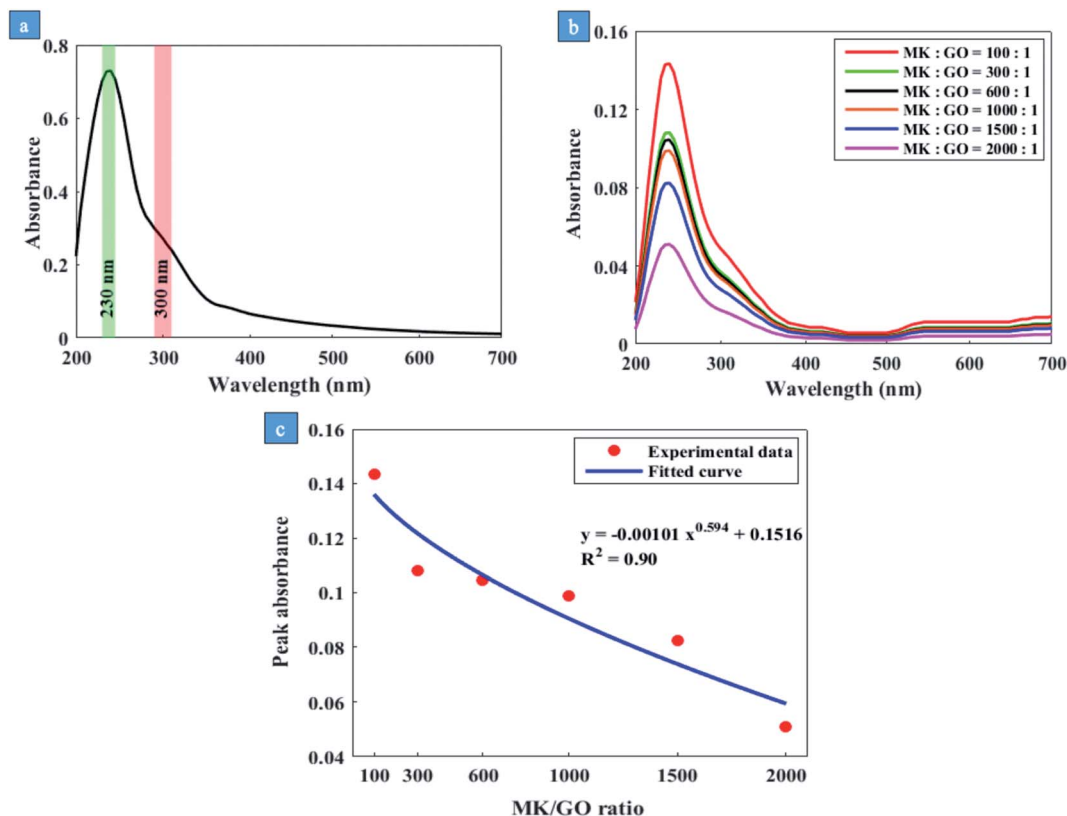 a
0.8
0.6
0.4
0.2
0
Absorbance
230 nm
300 nm
200 300 400 500 600 700
Wavelength (nm)
b
0.16
0.12
0.08
0.04
0
Absorbance
MK : GO = 100 : 1
MK : GO = 300 : 1
MK : GO = 600 : 1
MK : GO = 1000 : 1
MK : GO = 1500 : 1
MK : GO = 2000 : 1
200 300 400 500 600 700
Wavelength (nm)
c
0.16
0.14
0.12
0.1
0.08
0.06
0.04
Peak absorbance
Experimental data
Fitted curve
y = -0.00101 x^0.594 + 0.1516
R² = 0.90
100 300 600 1000 1500 2000
MK/GO ratio